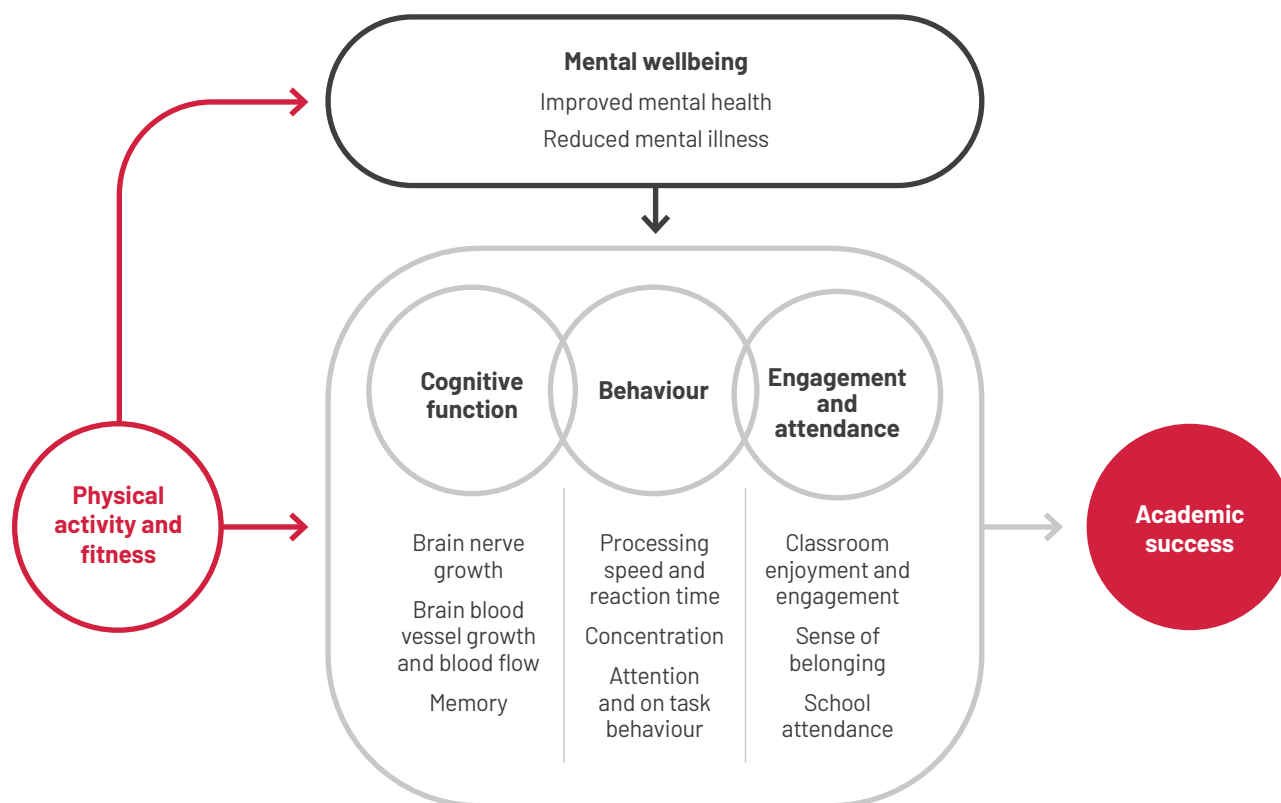 Mental wellbeing
Improved mental health
Reduced mental illness
Cognitive
function
Behaviour
Engagement
and
attendance
Physical
activity and
fitness
Brain nerve
growth
Brain blood
vessel growth
and blood flow
Memory
Processing
speed and
reaction time
Concentration
Attention
and on task
behaviour
Classroom
enjoyment and
engagement
Sense of
belonging
School
attendance
Academic
success